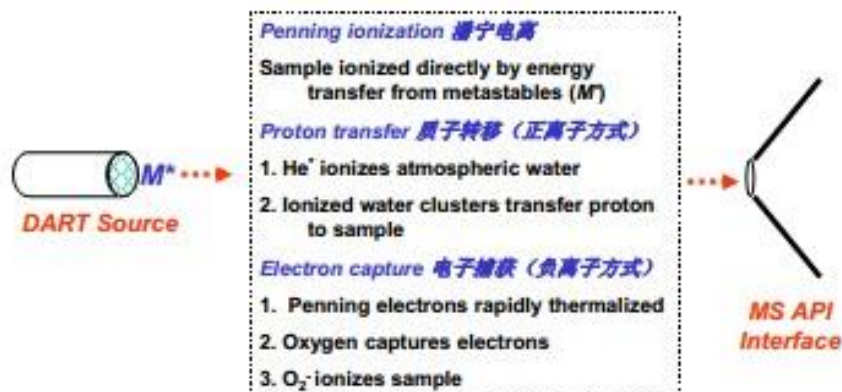 Penning ionization 潘宁电离
Sample ionized directly by energy
transfer from metastables (M*)
Proton transfer 质子转移（正离子方式）
1. He* ionizes atmospheric water
2. Ionized water clusters transfer proton
to sample
Electron capture 电子捕获（负离子方式）
1. Penning electrons rapidly thermalized
2. Oxygen captures electrons
3. O₂⁻ ionizes sample
M*
DART Source
MS API
Interface